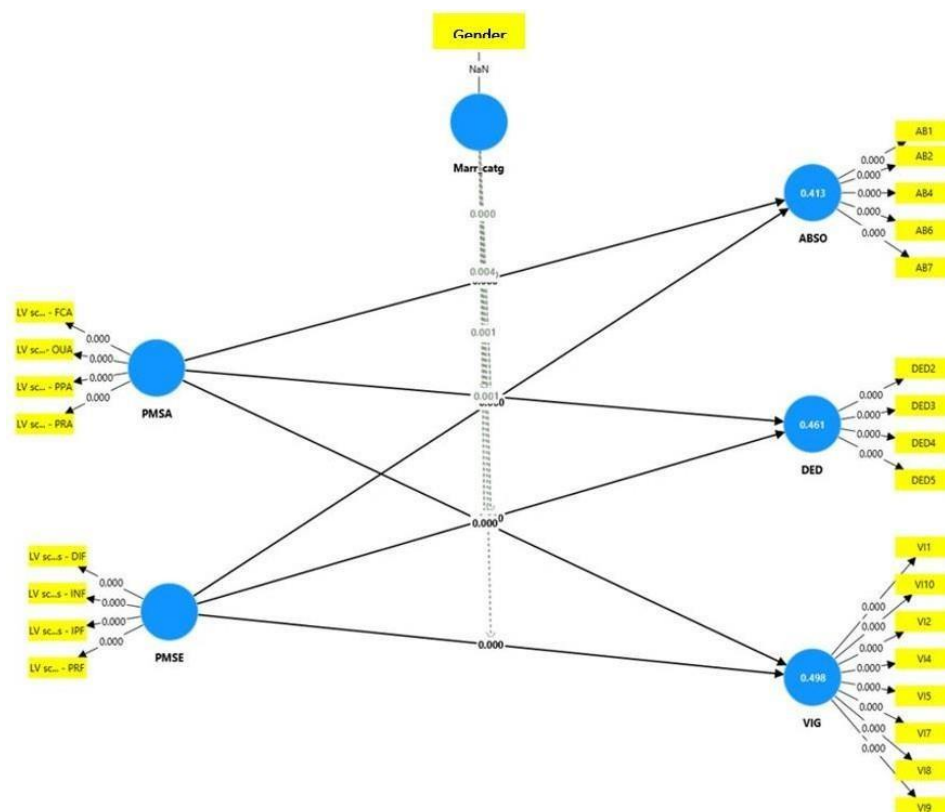 Gender
NaN
Marr-catg
0.000
0.004
0.001
0.001
0.000
0.000
LV sc... - FCA
LV sc...- OUA
LV sc... - PPA
LV sc... - PRA
0.000
0.000
0.000
0.000
PMSA
LV sc...s - DIF
LV sc...s - INF
LV sc...s - IPF
LV sc...s - PRF
0.000
0.000
0.000
0.000
PMSE
0.413
ABSO
0.000
0.000
0.000
0.000
0.000
AB1
AB2
AB4
AB6
AB7
0.461
DED
0.000
0.000
0.000
0.000
DED2
DED3
DED4
DED5
0.498
VIG
0.000
0.000
0.000
0.000
0.000
0.000
0.000
0.000
VI1
VI10
VI2
VI4
VI5
VI7
VI8
VI9